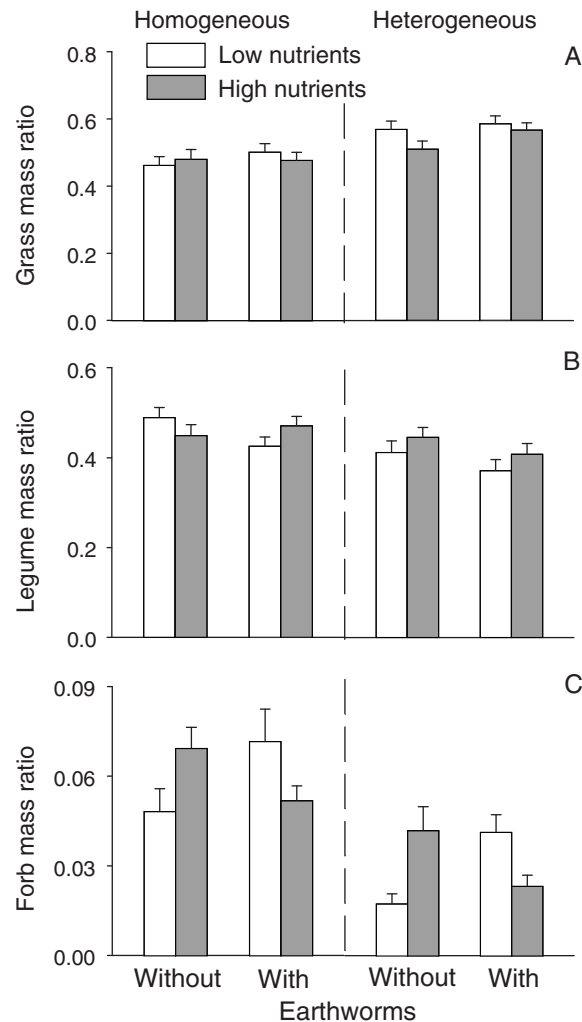 Homogeneous Heterogeneous
Low nutrients
High nutrients
A
0.8
0.6
0.4
0.2
0.0
Grass mass ratio
B
0.6
0.4
0.2
0.0
Legume mass ratio
C
0.09
0.06
0.03
0.00
Forb mass ratio
Without With Without With
Earthworms